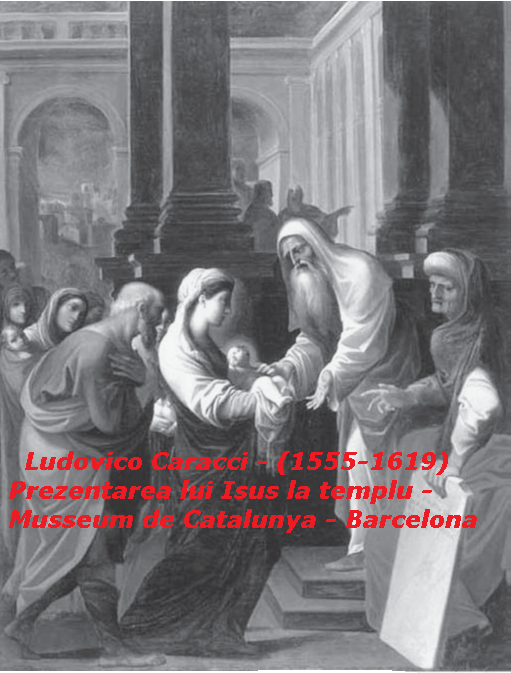 Ludovico Caracci - (1555-1619)
Prezentarea lui Isus la templu -
Musseum de Catalunya - Barcelona